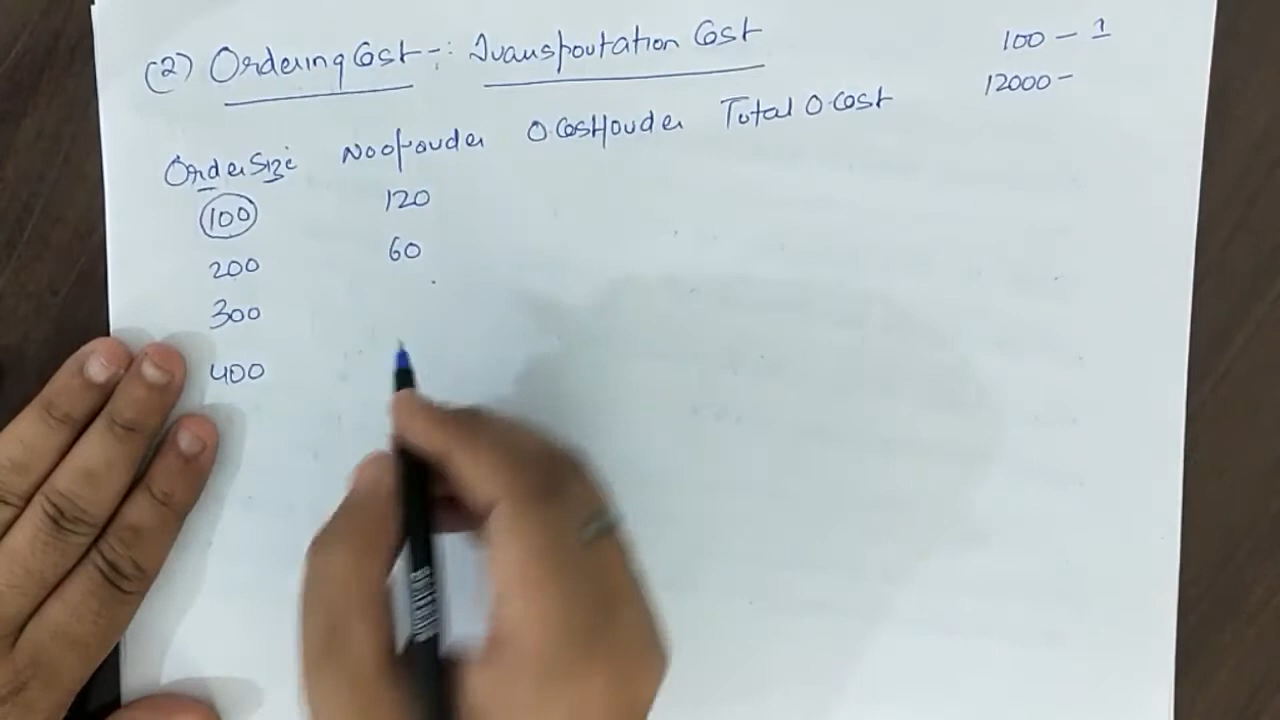 (2) Ordering Cost -: Transportation Cost
100 - 1
12000 -
Order Size No of order O.Cost/order Total O.Cost
100 120
200 60
300
400